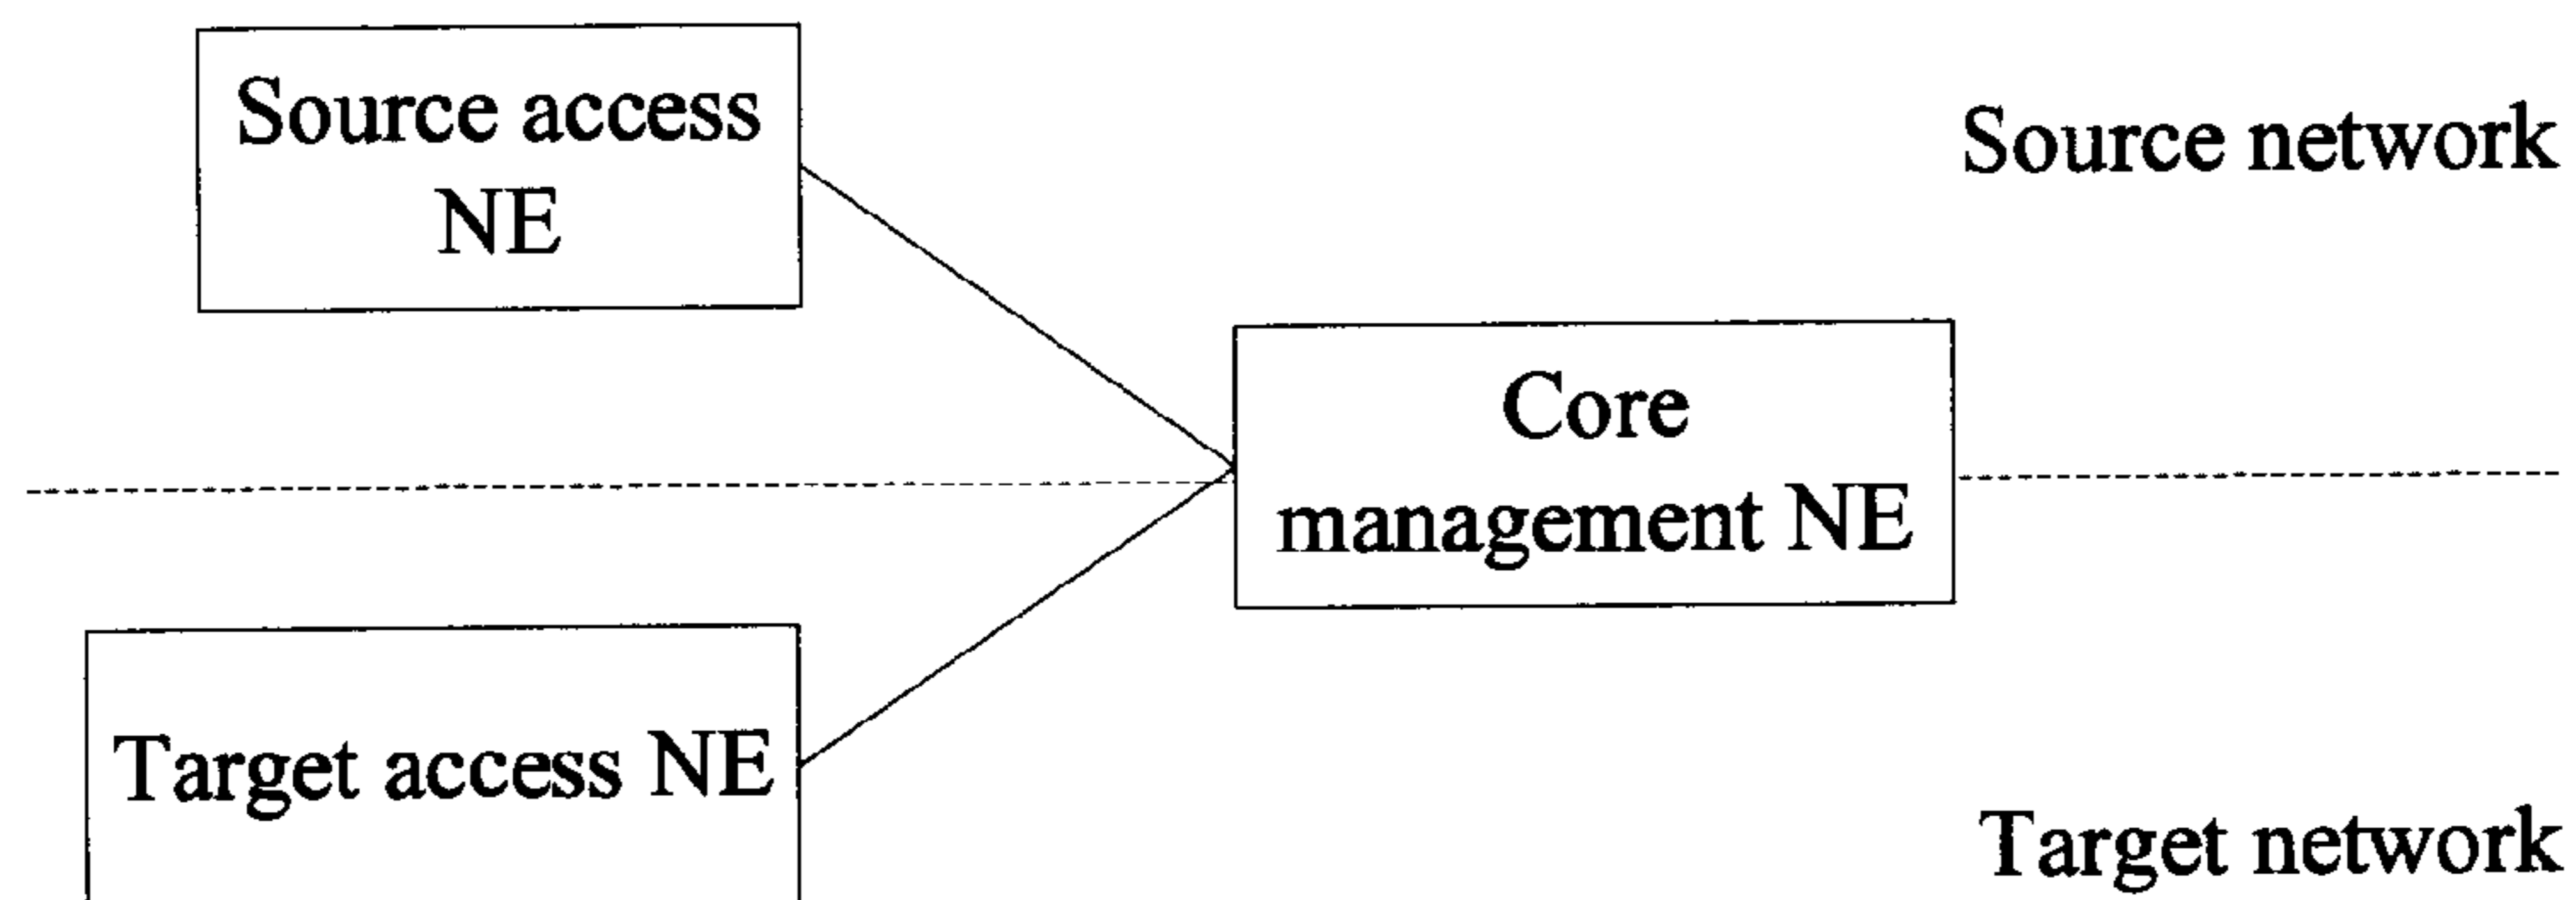 Source access
NE
Source network
Core
management NE
Target access NE
Target network